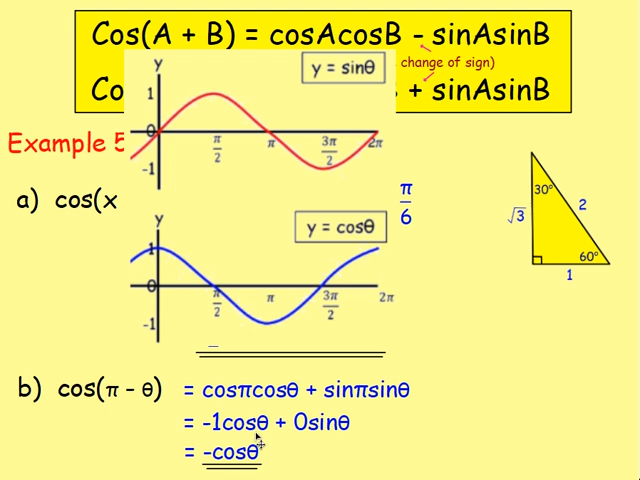 Cos(A + B) = cosAcosB - sinAsinB
change of sign)
Co
+ sinAsinB
y
y = sinθ
1
0
-1
π/2
π
3π/2
2π
Example 5
a) cos(x
π/6
y
y = cosθ
1
0
-1
π/2
π
3π/2
2π
30°
√3
2
60°
1
b) cos(π - θ) = cosπcosθ + sinπsinθ
= -1cosθ + 0sinθ
= -cosθ